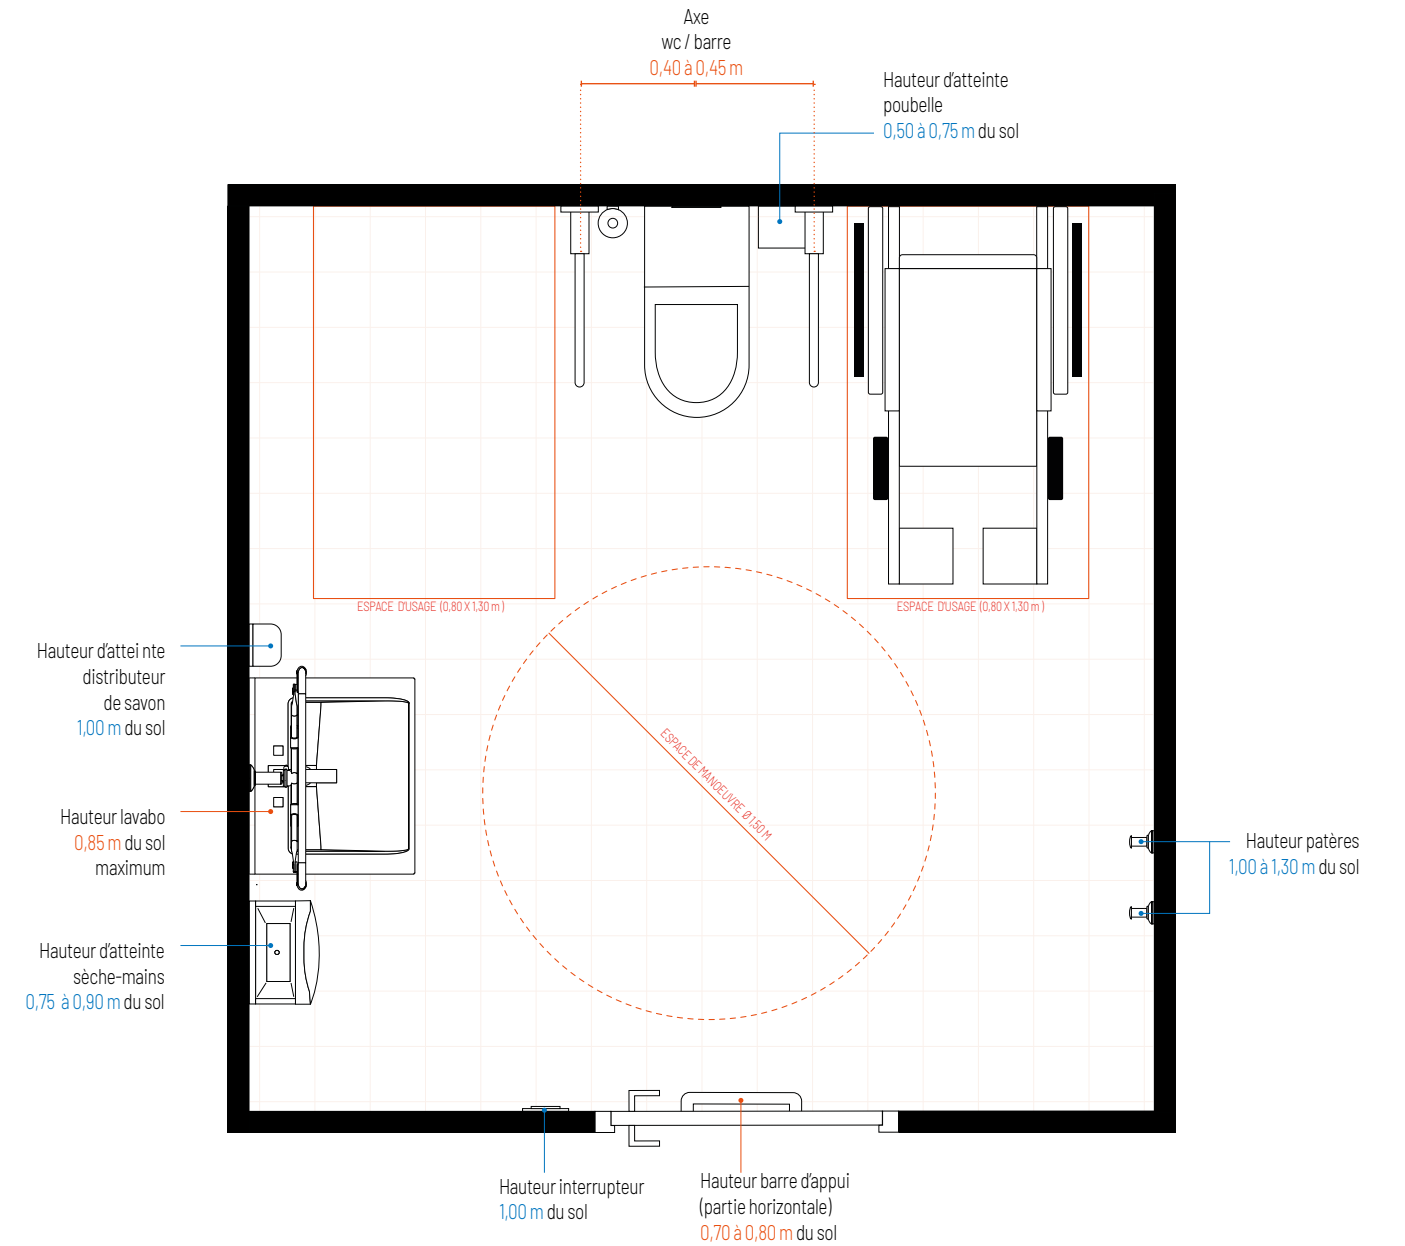 Axe
wc / barre
0,40 à 0,45 m
Hauteur d'atteinte
poubelle
0,50 à 0,75 m du sol
ESPACE D'USAGE (0,80 X 1,30 m)
ESPACE D'USAGE (0,80 X 1,30 m)
Hauteur d'attei nte
distributeur
de savon
1,00 m du sol
ESPACE DE MANOEUVRE Ø 1,50 M
Hauteur lavabo
0,85 m du sol
maximum
Hauteur patères
1,00 à 1,30 m du sol
Hauteur d'atteinte
sèche-mains
0,75 à 0,90 m du sol
Hauteur interrupteur
1,00 m du sol
Hauteur barre d'appui
(partie horizontale)
0,70 à 0,80 m du sol